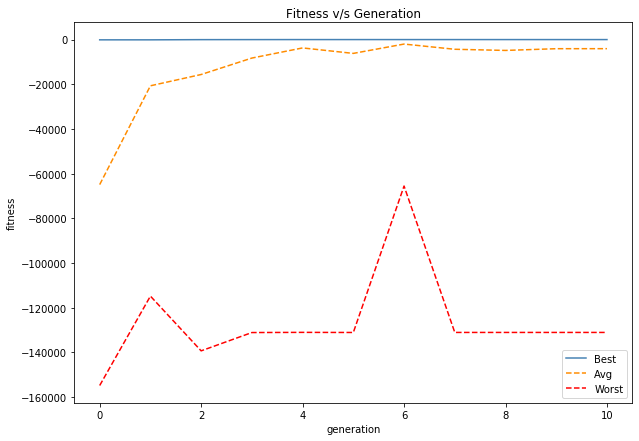 Fitness v/s Generation
fitness
0
−20000
−40000
−60000
−80000
−100000
−120000
−140000
−160000
0 2 4 6 8 10
generation
Best
Avg
Worst